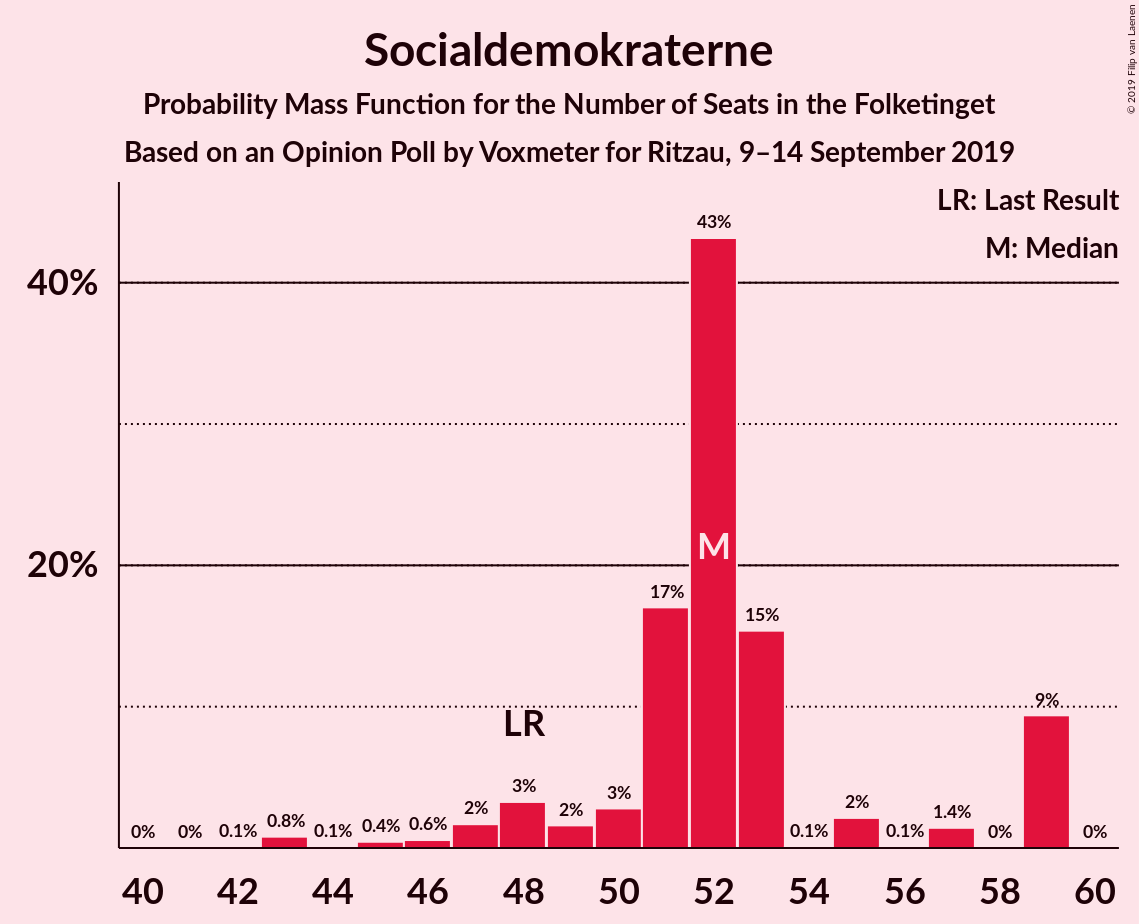 Socialdemokraterne
Probability Mass Function for the Number of Seats in the Folketinget
Based on an Opinion Poll by Voxmeter for Ritzau, 9–14 September 2019
© 2019 Filip van Laenen
LR: Last Result
M: Median
40%
20%
0% 0% 0.1% 0.8% 0.1% 0.4% 0.6% 2% 3% 2% 3% 17% 43% 15% 0.1% 2% 0.1% 1.4% 0% 9% 0%
LR
M
40 42 44 46 48 50 52 54 56 58 60